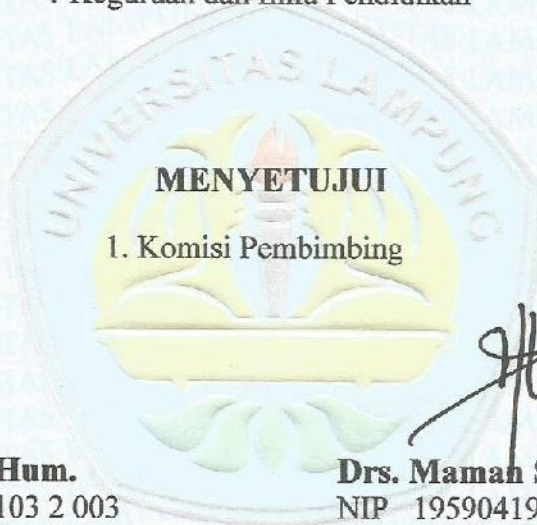 : Keguruan dan Ilmu Pendidikan
UNIVERSITAS LAMPUNG
MENYETUJUI
1. Komisi Pembimbing
Hum.
103 2 003
Drs. Maman S
NIP 19590419